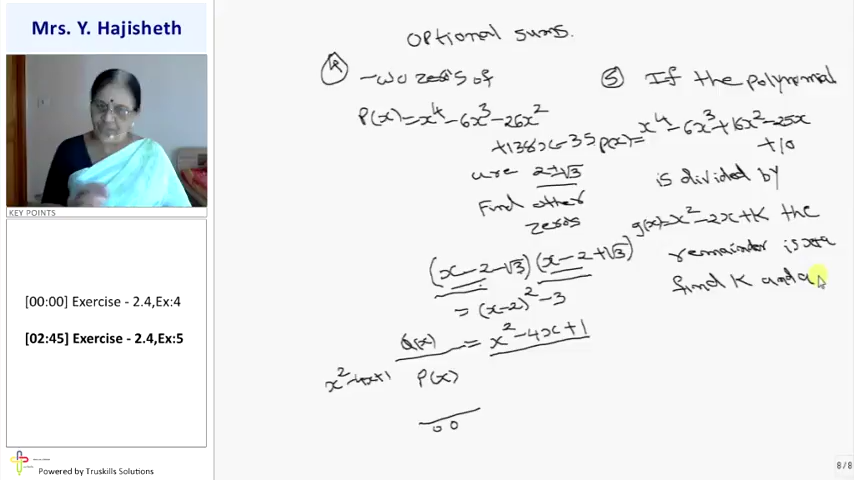 Mrs. Y. Hajisheth
KEY POINTS
[00:00] Exercise - 2.4,Ex:4
[02:45] Exercise - 2.4,Ex:5
Powered by Truskills Solutions
Optional sums.
zeros of
P(x)=x⁴-6x³-26x²
+138x-35
are 2±√3
Find other
zeros
(x-2-√3)(x-2+√3)
=(x-2)²-3
Q(x) = x²-4x+1
x²-4x+1 P(x)
00
(5) If the polynomial
p(x)=x⁴-6x³+16x²-25x
+10
is divided by
g(x)=x²-2x+K the
remainder is x+a
find K and a
8/8